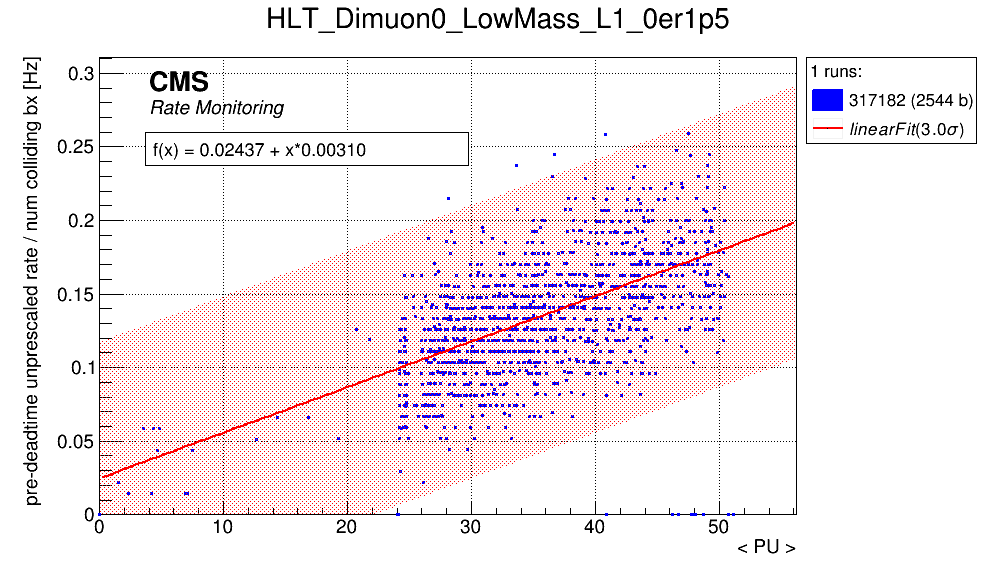 HLT_Dimuon0_LowMass_L1_0er1p5
pre-deadtime unprescaled rate / num colliding bx [Hz]
0.3
0.25
0.2
0.15
0.1
0.05
0
CMS
Rate Monitoring
f(x) = 0.02437 + x*0.00310
1 runs:
317182 (2544 b)
linearFit(3.0σ)
0 10 20 30 40 50
< PU >